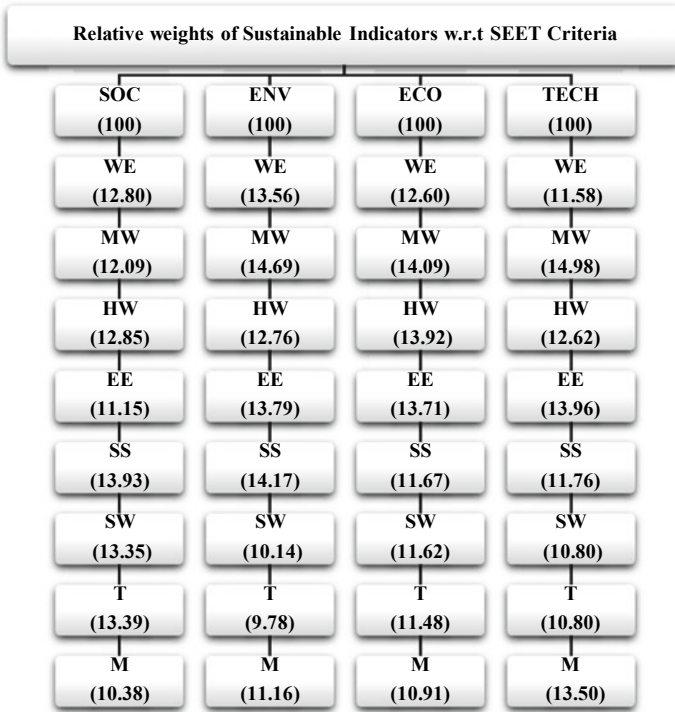 Relative weights of Sustainable Indicators w.r.t SEET Criteria
SOC ENV ECO TECH
(100) (100) (100) (100)
WE WE WE WE
(12.80) (13.56) (12.60) (11.58)
MW MW MW MW
(12.09) (14.69) (14.09) (14.98)
HW HW HW HW
(12.85) (12.76) (13.92) (12.62)
EE EE EE EE
(11.15) (13.79) (13.71) (13.96)
SS SS SS SS
(13.93) (14.17) (11.67) (11.76)
SW SW SW SW
(13.35) (10.14) (11.62) (10.80)
T T T T
(13.39) (9.78) (11.48) (10.80)
M M M M
(10.38) (11.16) (10.91) (13.50)